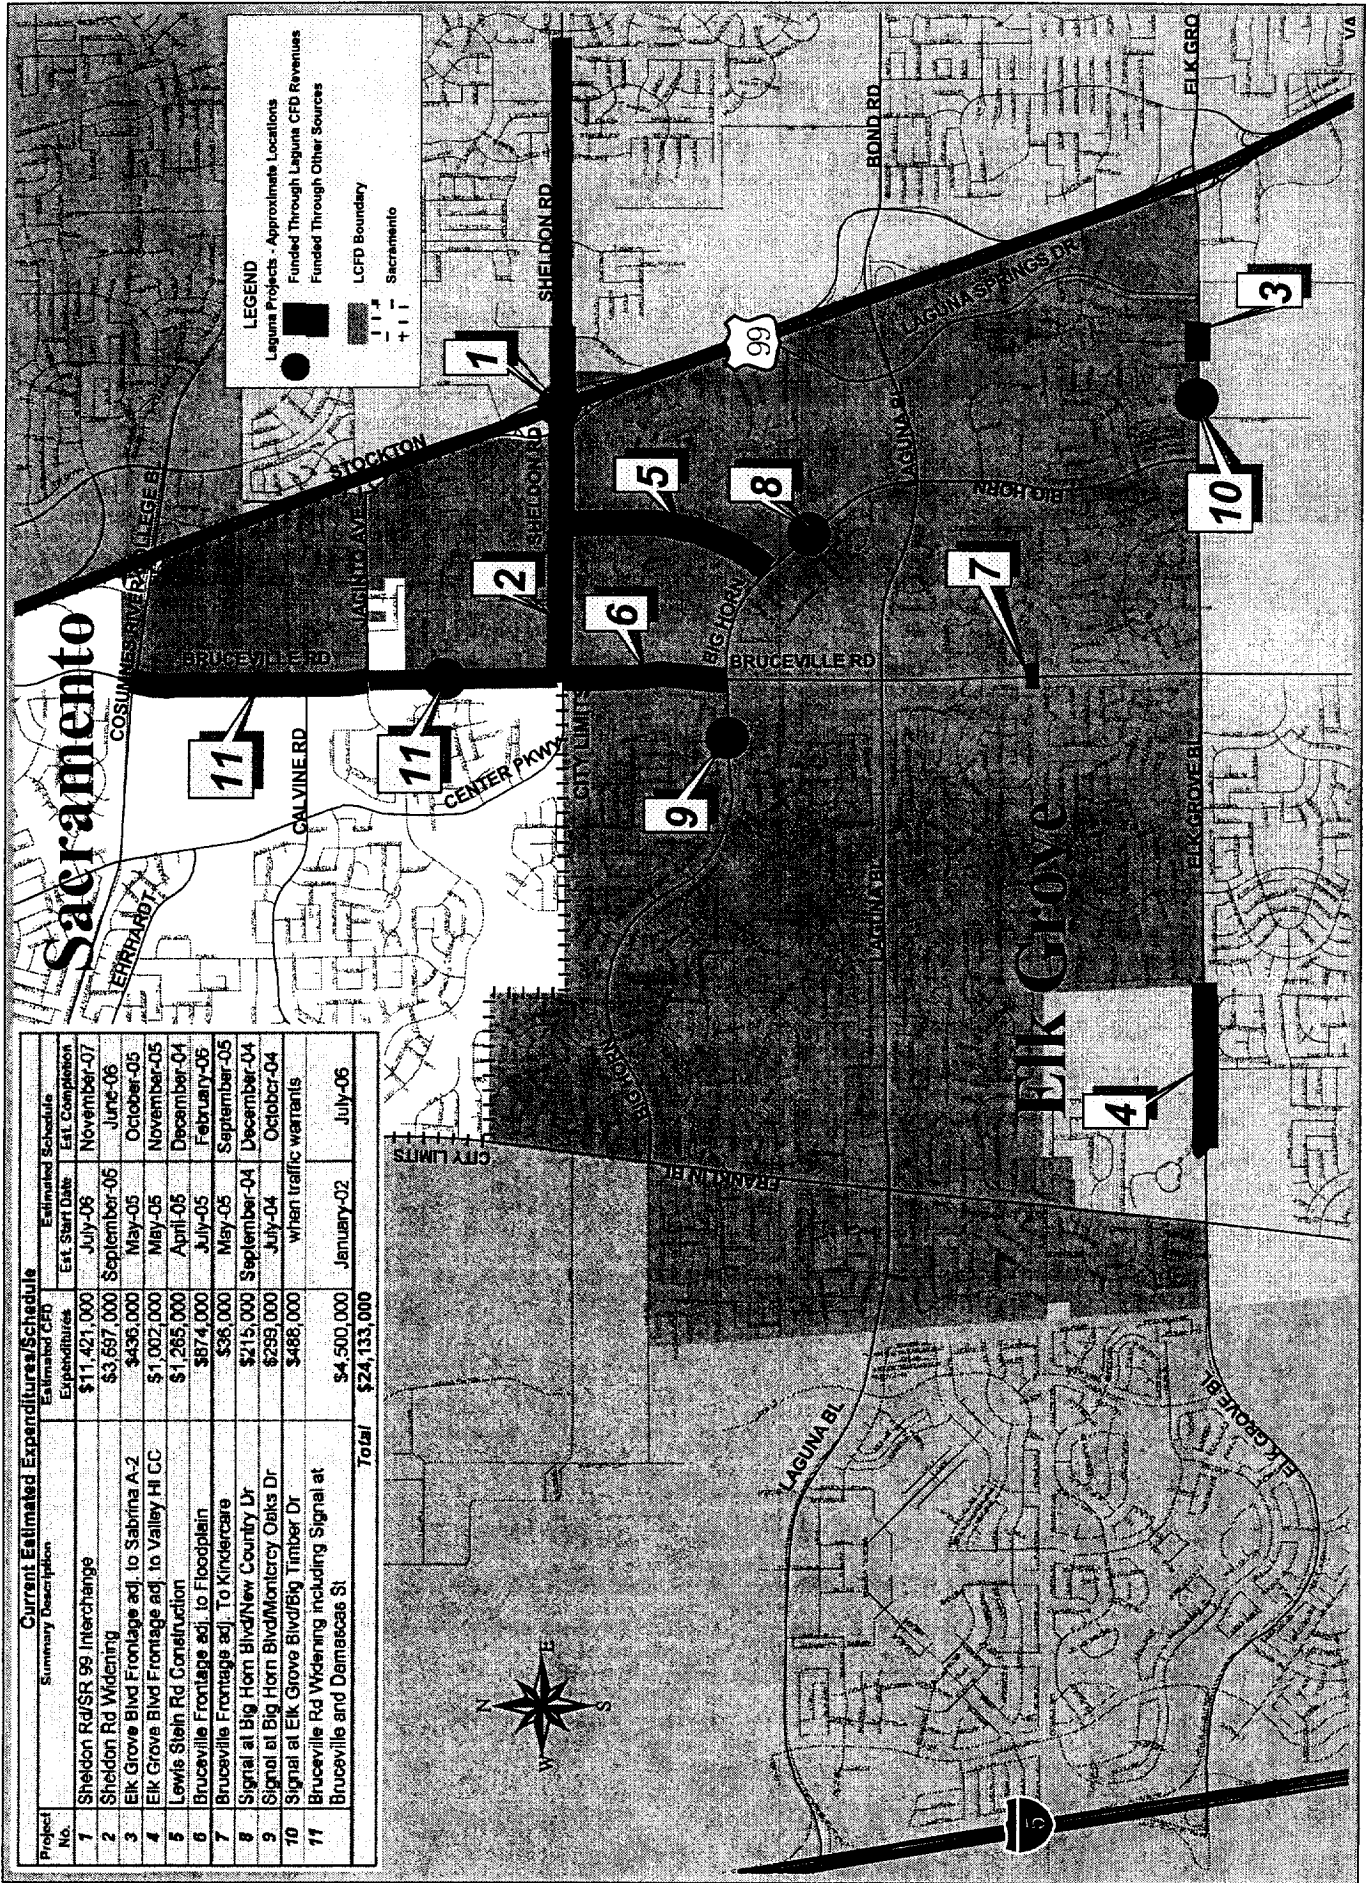 Current Estimated Expenditures/Schedule
Project No. Summary Description Estimated CFD Expenditures Estimated Schedule Est. Start Date Est. Completion
1 Sheldon Rd/SR 99 Interchange $11,421,000 July-06 November-07
2 Sheldon Rd Widening $3,597,000 September-05 June-06
3 Elk Grove Blvd Frontage adj. to Sabrina A-2 $436,000 May-05 October-05
4 Elk Grove Blvd Frontage adj. to Valley HI CC $1,002,000 May-05 November-05
5 Lewis Stein Rd Construction $1,265,000 April-05 December-04
6 Bruceville Frontage adj. to Floodplain $874,000 July-05 February-06
7 Bruceville Frontage adj. To Kindercare $36,000 May-05 September-05
8 Signal at Big Horn Blvd/New Country Dr $215,000 September-04 December-04
9 Signal at Big Horn Blvd/Monterey Oaks Dr $299,000 July-04 October-04
10 Signal at Elk Grove Blvd/Big Timber Dr $488,000 when traffic warrants
11 Bruceville Rd Widening including Signal at
Bruceville and Damascas St $4,500,000 January-02 July-06
Total $24,133,000
Sacramento
LEGEND
Laguna Projects - Approximate Locations
Funded Through Laguna CFD Revenues
Funded Through Other Sources
LCFD Boundary
Sacramento
EHRHARDT
COSUMNES RIVER
COLLEGE BL
BRUCEVILLE RD
STOCKTON
11
CALVINE RD
JACINTO AVE
11
CENTER PKWY
CITY LIMITS
CITY LIMITS
2
SHELDON RD
1
SHELDON RD
6
5
N
W
E
S
BIG HORN
BIG HORN
9
BIG HORN
BRUCEVILLE RD
8
99
FRANKLIN BL
LAGUNA BL
LAGUNA BL
LAGUNA BL
BOND RD
LAGUNA SPRINGS DR
7
BIG HORN
Elk Grove
5
4
ELK GROVE BL
ELK GROVE BL
10
3
ELK GRO
VA